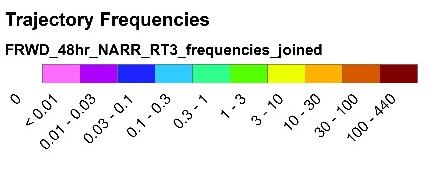 Trajectory Frequencies
FRWD_48hr_NARR_RT3_frequencies_joined
0
< 0.01
0.01 - 0.03
0.03 - 0.1
0.1 - 0.3
0.3 - 1
1 - 3
3 - 10
10 - 30
30 - 100
100 - 440